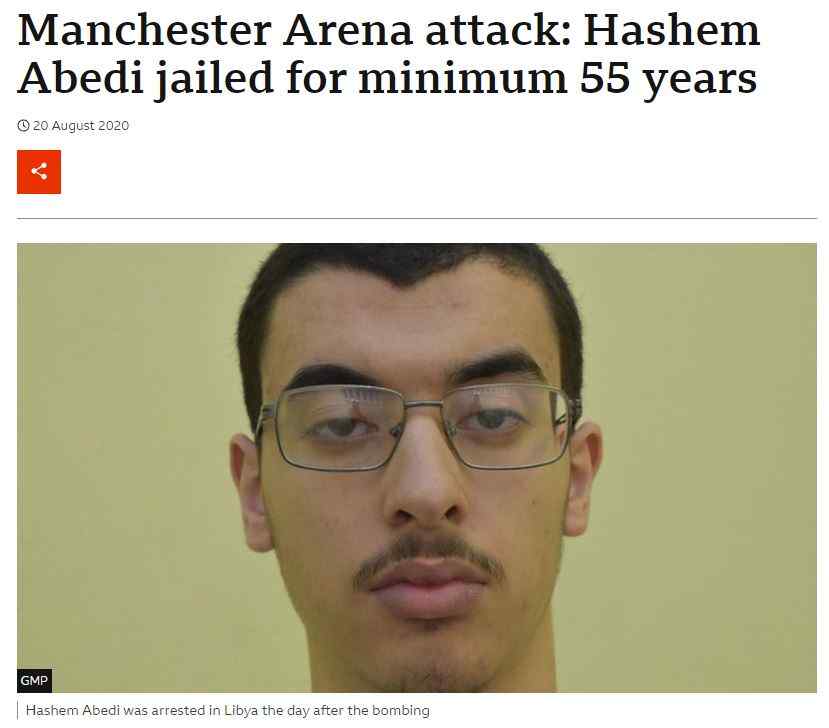 Manchester Arena attack: Hashem
Abedi jailed for minimum 55 years
20 August 2020
GMP
Hashem Abedi was arrested in Libya the day after the bombing